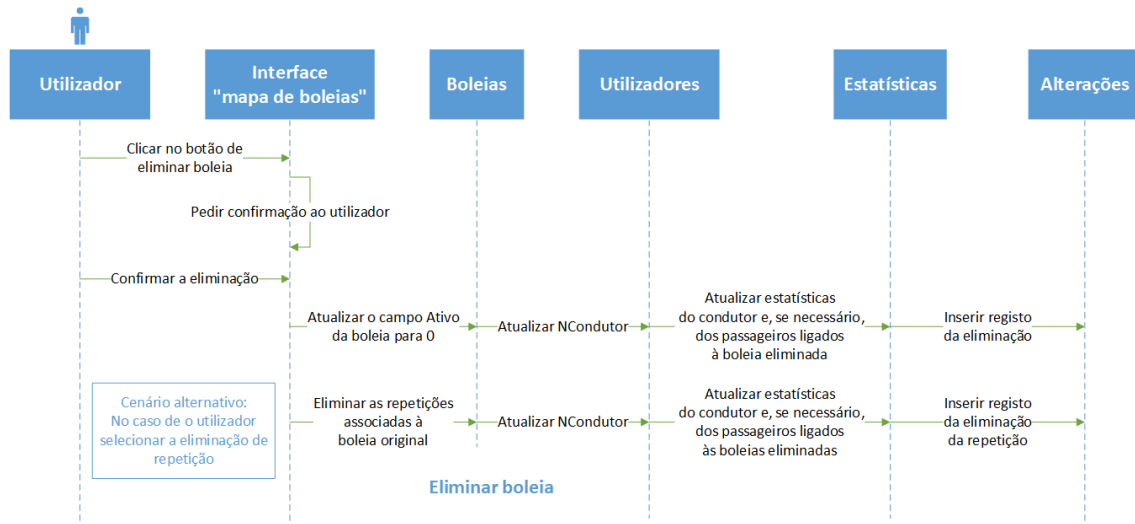 Utilizador
Interface
"mapa de boleias"
Boleias
Utilizadores
Estatísticas
Alterações
Clicar no botão de
eliminar boleia
Pedir confirmação ao utilizador
Confirmar a eliminação
Atualizar o campo Ativo
da boleia para 0
Atualizar NCondutor
Atualizar estatísticas
do condutor e, se necessário,
dos passageiros ligados
à boleia eliminada
Inserir registo
da eliminação
Cenário alternativo:
No caso de o utilizador
selecionar a eliminação de
repetição
Eliminar as repetições
associadas à
boleia original
Atualizar NCondutor
Atualizar estatísticas
do condutor e, se necessário,
dos passageiros ligados
às boleias eliminadas
Inserir registo
da eliminação
da repetição
Eliminar boleia